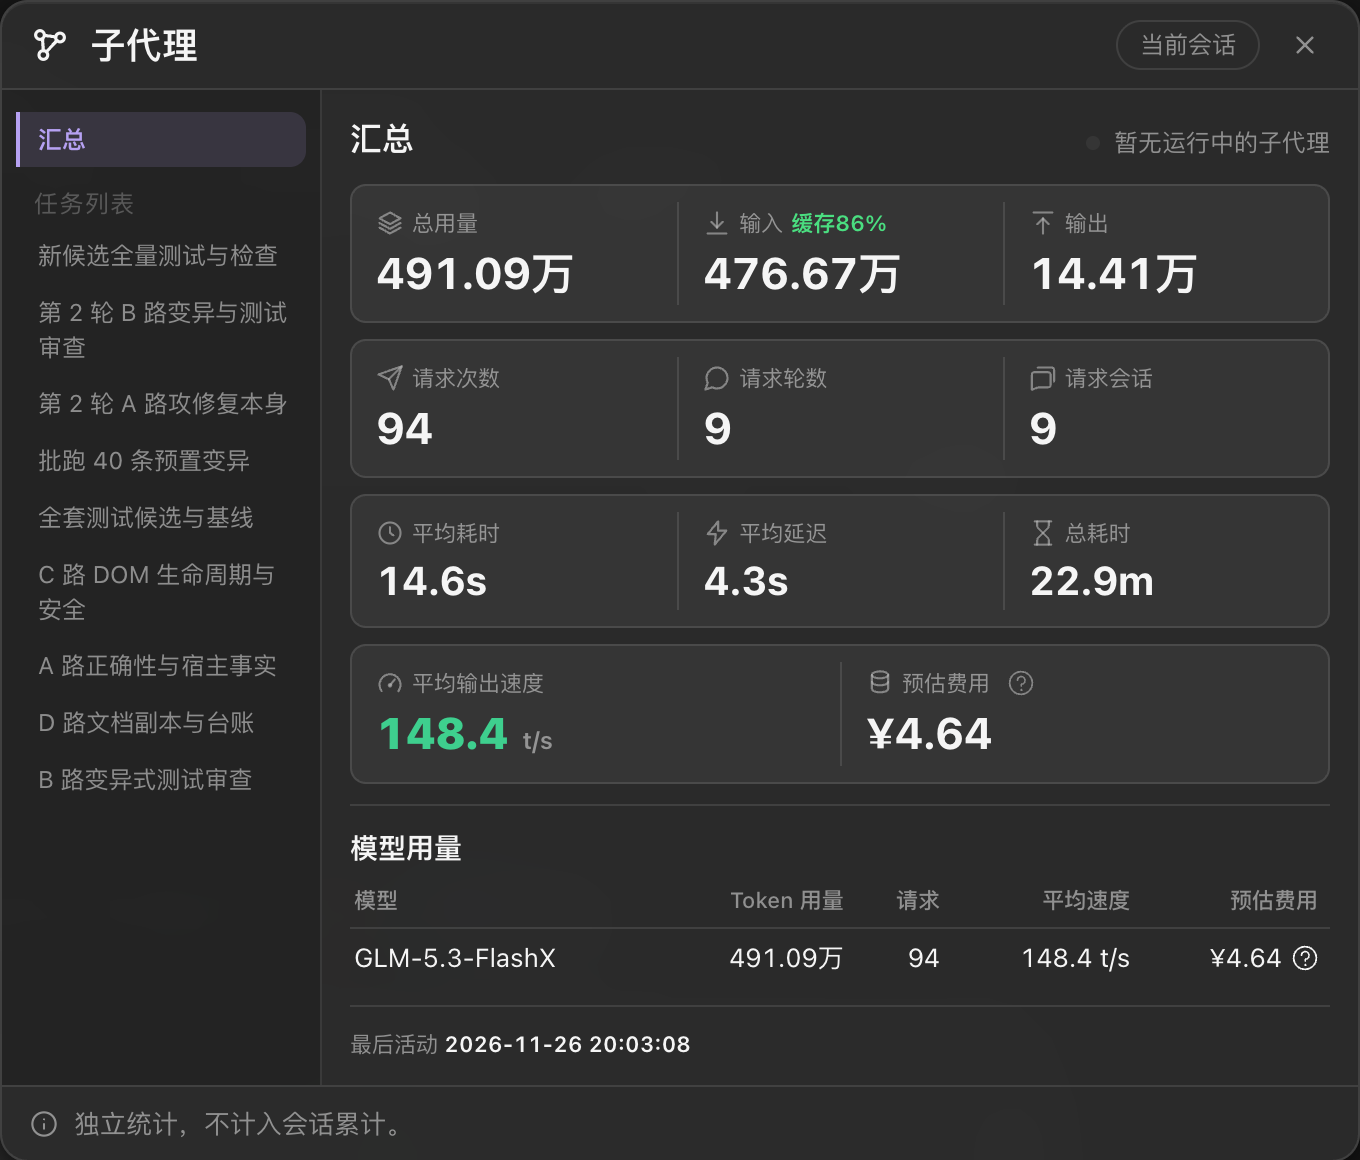 子代理
当前会话
汇总
任务列表
新候选全量测试与检查
第 2 轮 B 路变异与测试
审查
第 2 轮 A 路攻修复本身
批跑 40 条预置变异
全套测试候选与基线
C 路 DOM 生命周期与
安全
A 路正确性与宿主事实
D 路文档副本与台账
B 路变异式测试审查
汇总
暂无运行中的子代理
总用量
491.09万
输入 缓存86%
476.67万
输出
14.41万
请求次数
94
请求轮数
9
请求会话
9
平均耗时
14.6s
平均延迟
4.3s
总耗时
22.9m
平均输出速度
148.4 t/s
预估费用
¥4.64
模型用量
模型 Token 用量 请求 平均速度 预估费用
GLM-5.3-FlashX 491.09万 94 148.4 t/s ¥4.64
最后活动 2026-11-26 20:03:08
独立统计，不计入会话累计。